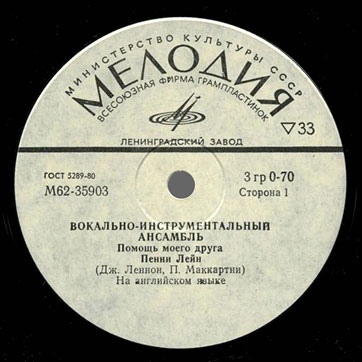 МИНИСТЕРСТВО КУЛЬТУРЫ СССР
МЕЛОДИЯ
ВСЕСОЮЗНАЯ ФИРМА ГРАМПЛАСТИНОК
▽33
ЛЕНИНГРАДСКИЙ ЗАВОД
ГОСТ 5289-80
М62-35903
3 гр 0-70
Сторона 1
ВОКАЛЬНО-ИНСТРУМЕНТАЛЬНЫЙ
АНСАМБЛЬ
Помощь моего друга
Пенни Лейн
(Дж. Леннон, П. Маккартни)
На английском языке